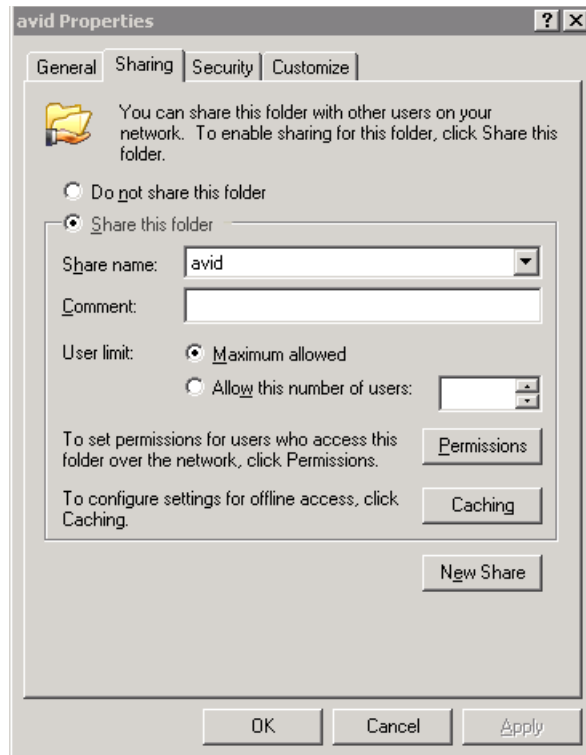 avid Properties
General Sharing Security Customize
You can share this folder with other users on your
network. To enable sharing for this folder, click Share this
folder.
Do not share this folder
Share this folder
Share name: avid
Comment:
User limit: Maximum allowed
Allow this number of users:
To set permissions for users who access this
folder over the network, click Permissions.
Permissions
To configure settings for offline access, click
Caching.
Caching
New Share
OK Cancel Apply